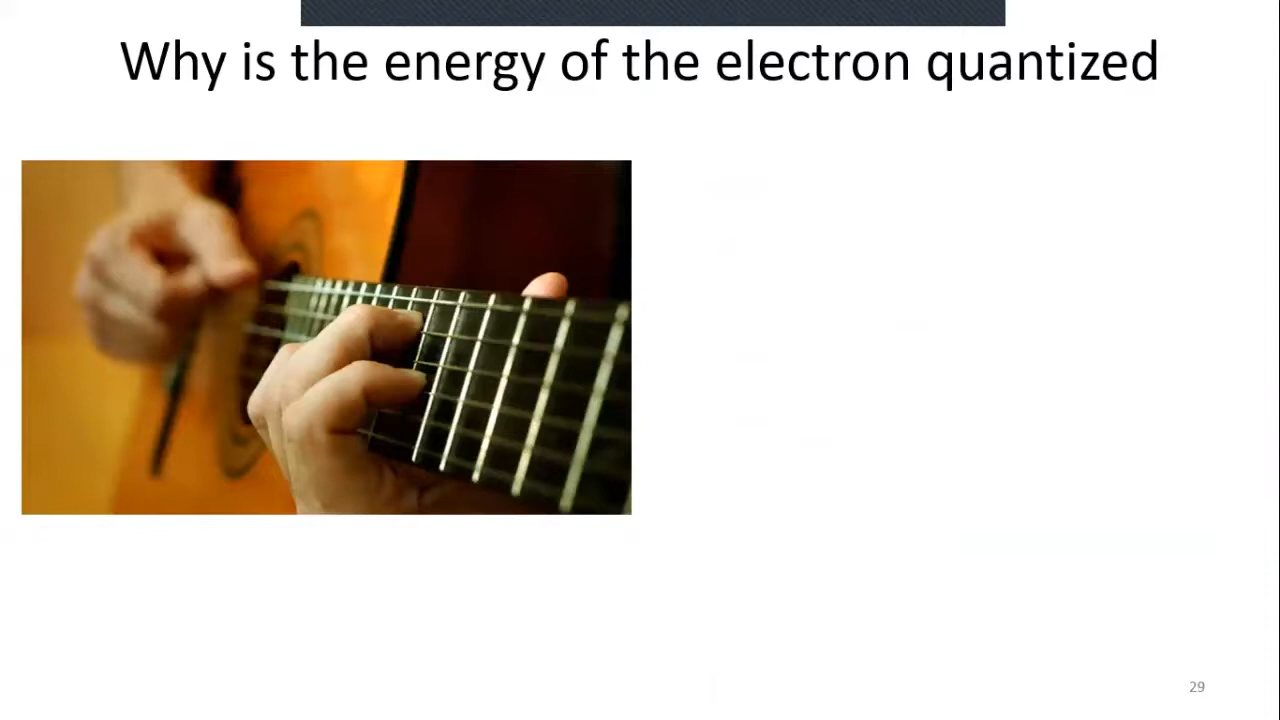 Why is the energy of the electron quantized
29